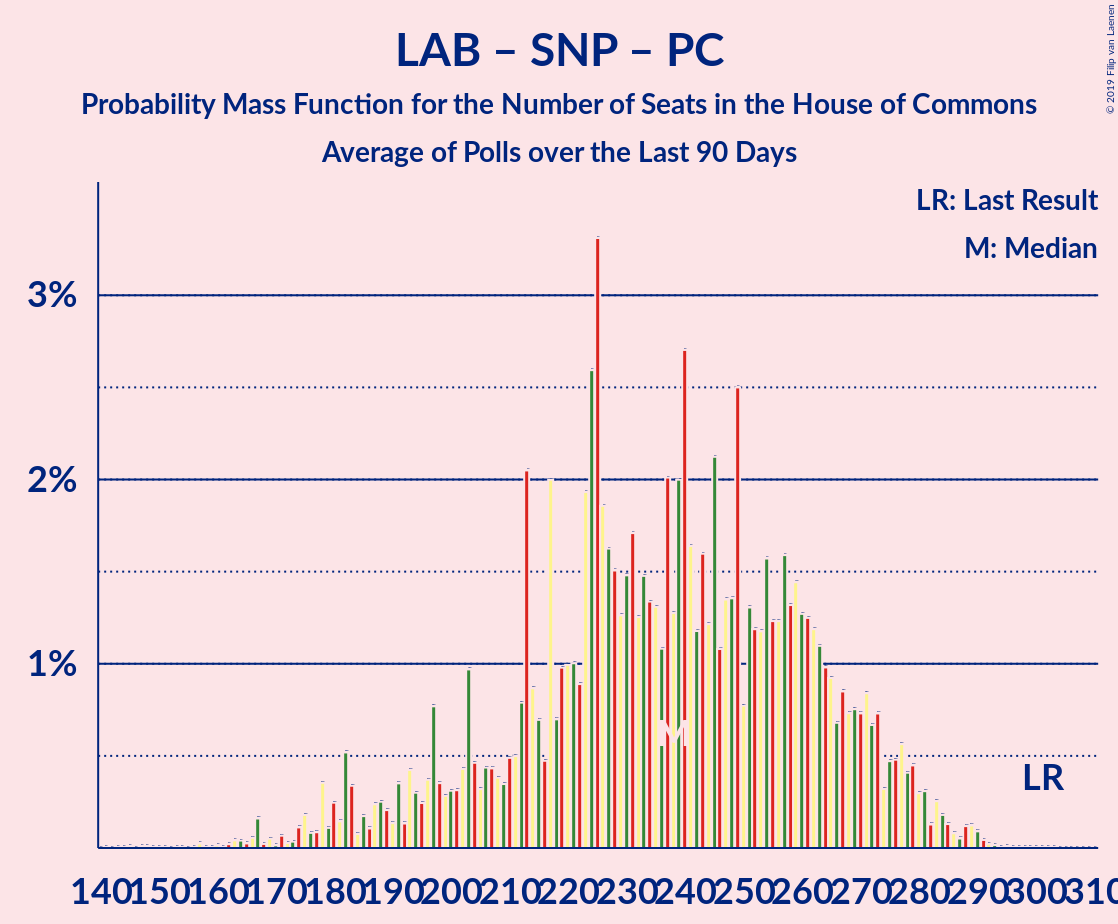 LAB – SNP – PC
Probability Mass Function for the Number of Seats in the House of Commons
Average of Polls over the Last 90 Days
© 2019 Filip van Laenen
LR: Last Result
M: Median
3%
2%
1%
M
LR
140 150 160 170 180 190 200 210 220 230 240 250 260 270 280 290 300 310